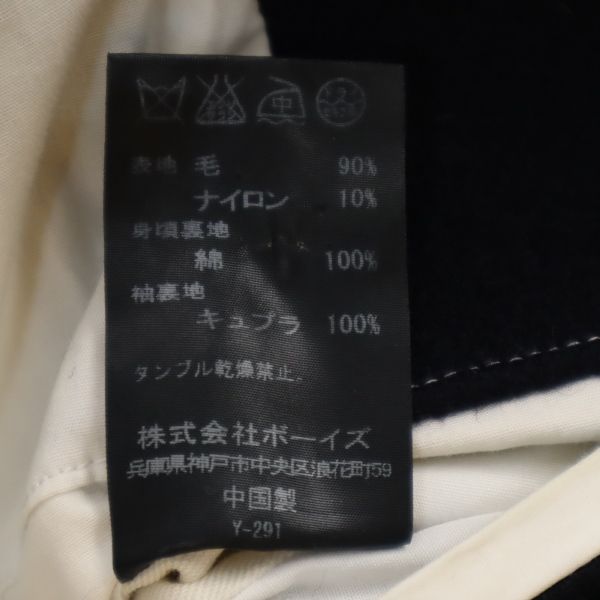 中
表地 毛 90%
ナイロン 10%
身頃裏地
綿 100%
袖裏地
キュプラ 100%
タンブル乾燥禁止。
株式会社ボーイズ
兵庫県神戸市中央区浪花町59
中国製
Y-291